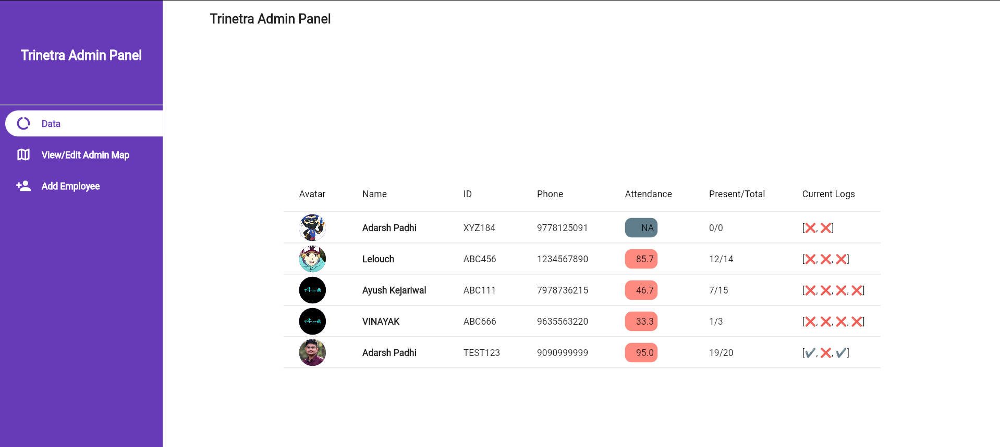 Trinetra Admin Panel
Trinetra Admin Panel
Data
View/Edit Admin Map
Add Employee
Avatar Name ID Phone Attendance Present/Total Current Logs
Adarsh Padhi XYZ184 9778125091 NA 0/0 [❌, ❌]
Lelouch ABC456 1234567890 85.7 12/14 [❌, ❌, ❌]
Ayush Kejariwal ABC111 7978736215 46.7 7/15 [❌, ❌, ❌, ❌]
VINAYAK ABC666 9635563220 33.3 1/3 [❌, ❌, ❌, ❌]
Adarsh Padhi TEST123 9090999999 95.0 19/20 [✔, ❌, ✔]